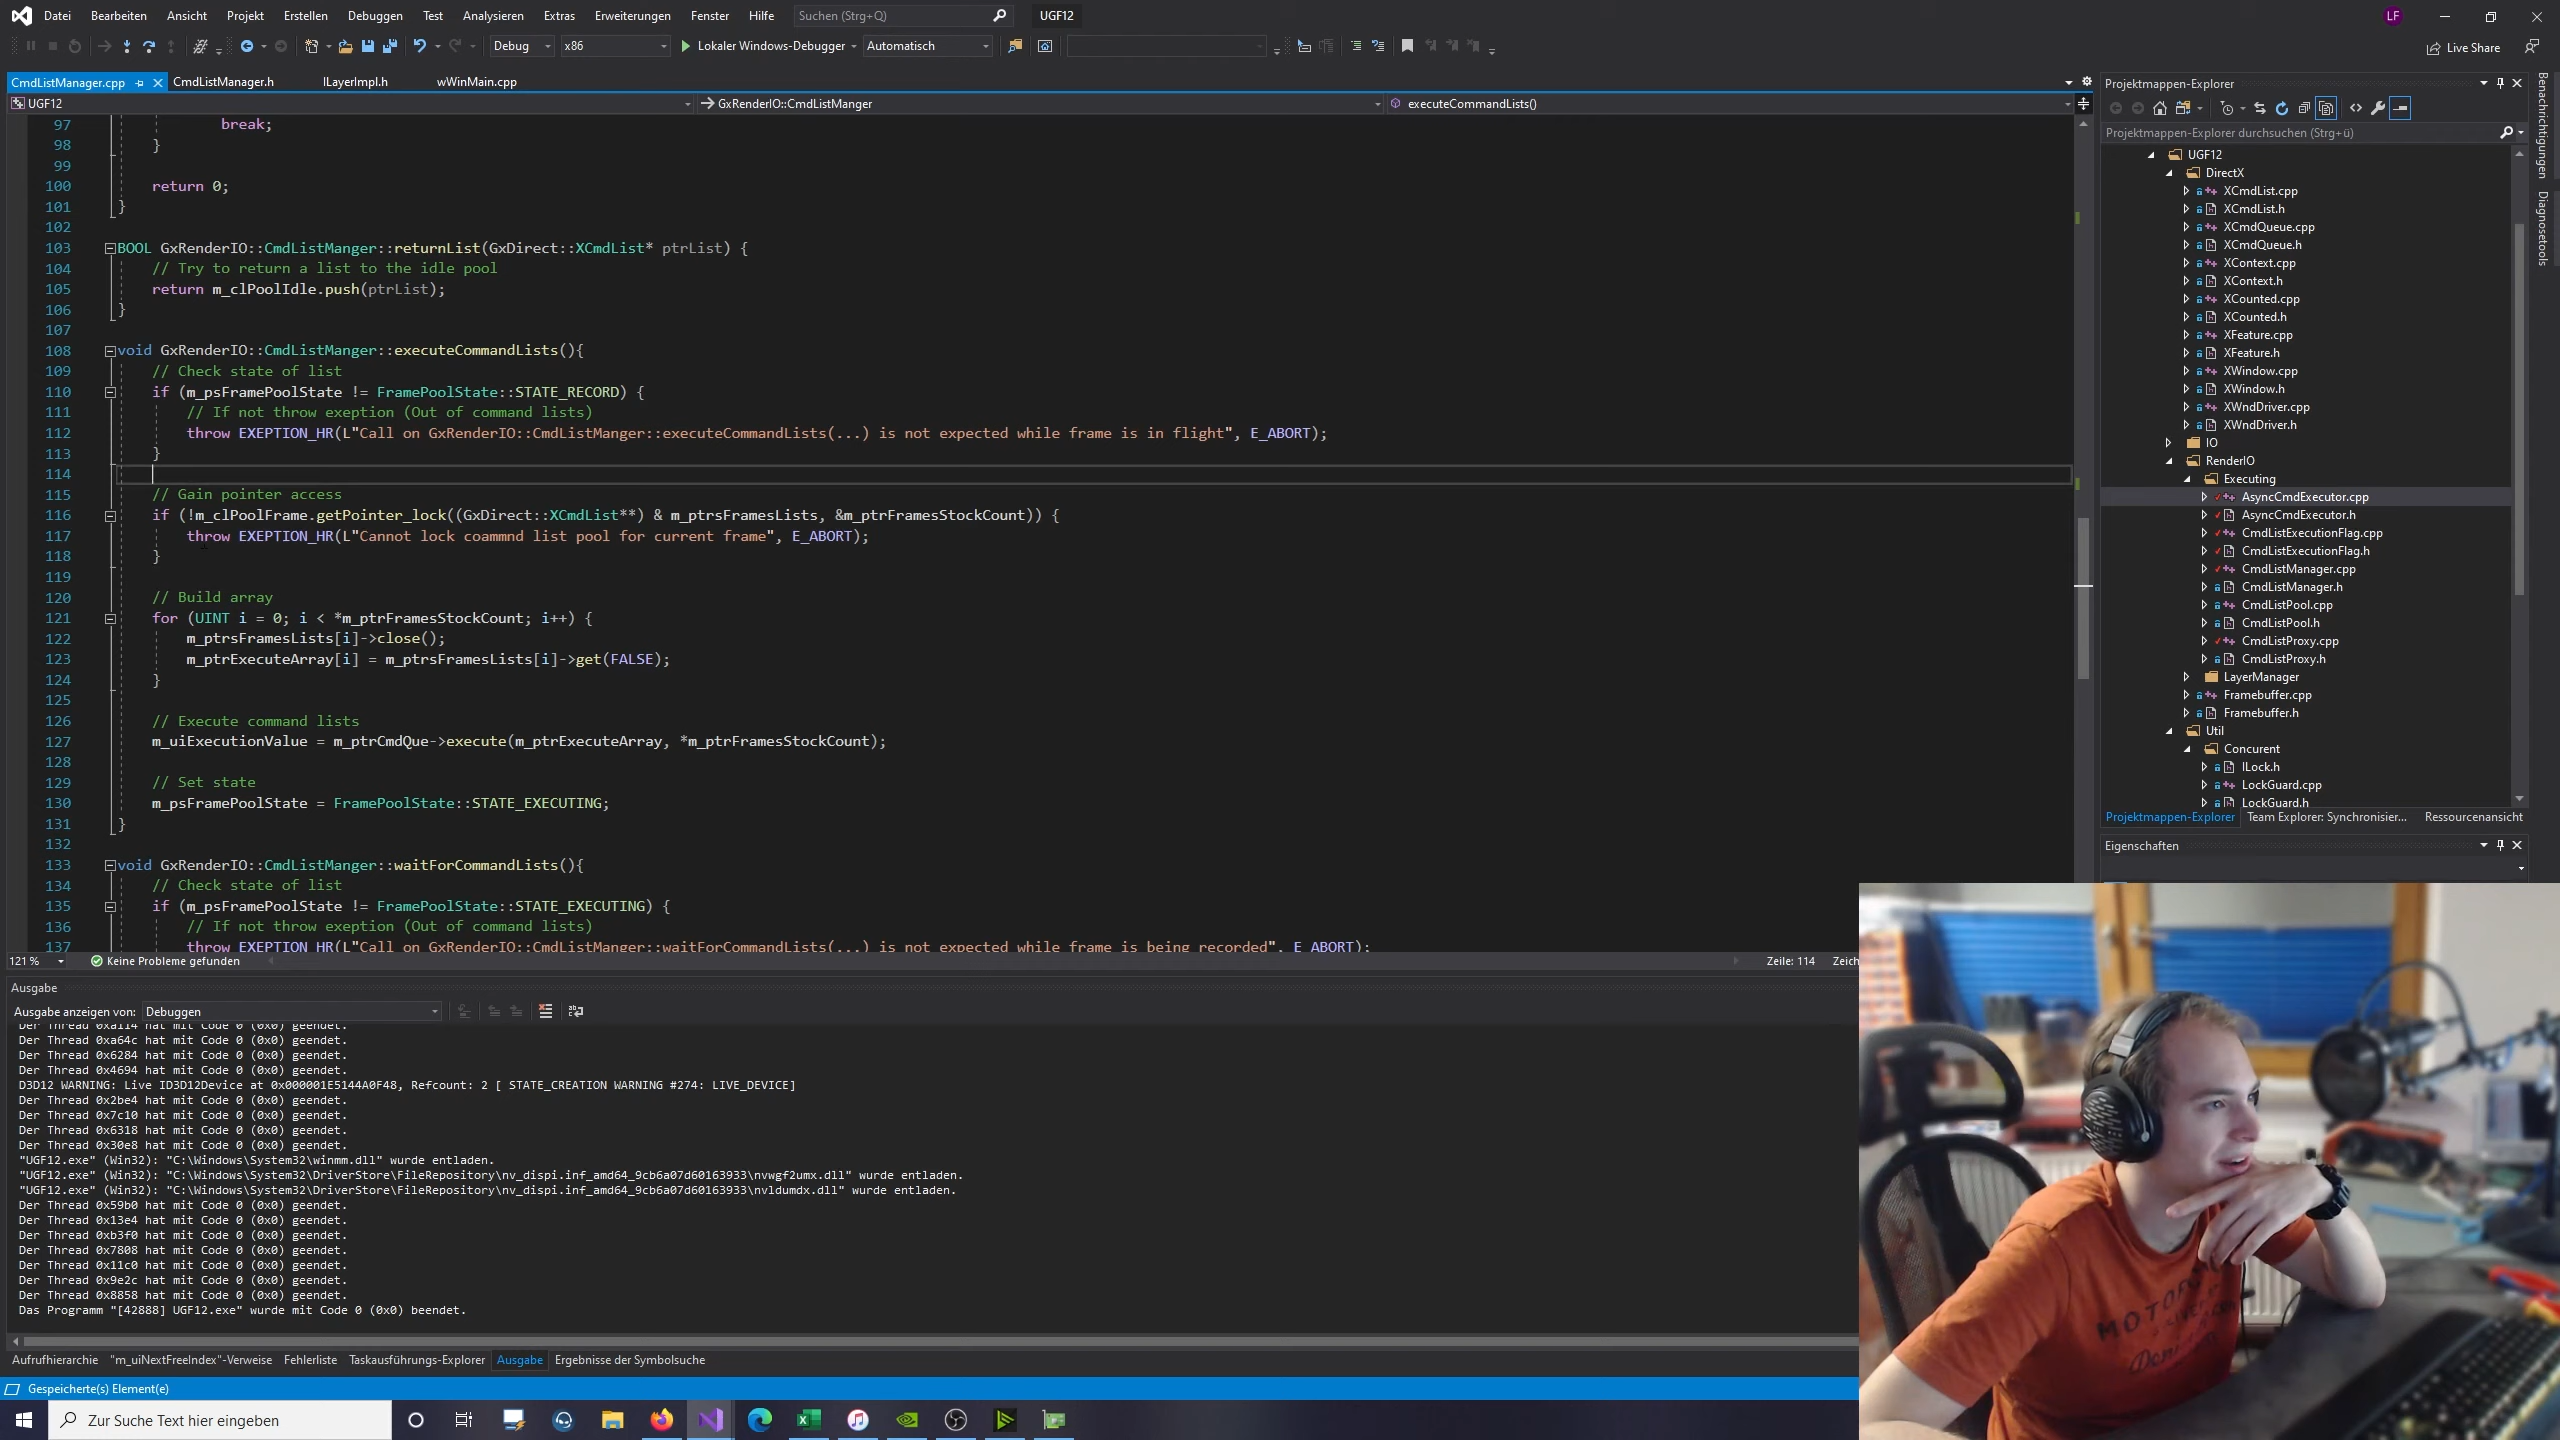 Datei Bearbeiten Ansicht Projekt Erstellen Debuggen Test Analysieren Extras Erweiterungen Fenster Hilfe Suchen (Strg+Q) UGF12 LF
Debug x86 Lokaler Windows-Debugger Automatisch Live Share
CmdListManager.cpp CmdListManager.h ILayerImpl.h wWinMain.cpp
UGF12 GxRenderIO::CmdListManger executeCommandLists()
97 break;
98 }
99
100 return 0;
101 }
102
103 BOOL GxRenderIO::CmdListManger::returnList(GxDirect::XCmdList* ptrList) {
104 // Try to return a list to the idle pool
105 return m_clPoolIdle.push(ptrList);
106 }
107
108 void GxRenderIO::CmdListManger::executeCommandLists(){
109 // Check state of list
110 if (m_psFramePoolState != FramePoolState::STATE_RECORD) {
111 // If not throw exeption (Out of command lists)
112 throw EXEPTION_HR(L"Call on GxRenderIO::CmdListManger::executeCommandLists(...) is not expected while frame is in flight", E_ABORT);
113 }
114
115 // Gain pointer access
116 if (!m_clPoolFrame.getPointer_lock((GxDirect::XCmdList**) & m_ptrsFramesLists, &m_ptrFramesStockCount)) {
117 throw EXEPTION_HR(L"Cannot lock coammnd list pool for current frame", E_ABORT);
118 }
119
120 // Build array
121 for (UINT i = 0; i < *m_ptrFramesStockCount; i++) {
122 m_ptrsFramesLists[i]->close();
123 m_ptrExecuteArray[i] = m_ptrsFramesLists[i]->get(FALSE);
124 }
125
126 // Execute command lists
127 m_uiExecutionValue = m_ptrCmdQue->execute(m_ptrExecuteArray, *m_ptrFramesStockCount);
128
129 // Set state
130 m_psFramePoolState = FramePoolState::STATE_EXECUTING;
131 }
132
133 void GxRenderIO::CmdListManger::waitForCommandLists(){
134 // Check state of list
135 if (m_psFramePoolState != FramePoolState::STATE_EXECUTING) {
136 // If not throw exeption (Out of command lists)
137 throw EXEPTION_HR(L"Call on GxRenderIO::CmdListManger::waitForCommandLists(...) is not expected while frame is being recorded", E_ABORT);
121 % Keine Probleme gefunden Zeile: 114 Zeich
Ausgabe
Ausgabe anzeigen von: Debuggen
Der Thread 0xa114 hat mit Code 0 (0x0) geendet.
Der Thread 0xa64c hat mit Code 0 (0x0) geendet.
Der Thread 0x6284 hat mit Code 0 (0x0) geendet.
Der Thread 0x4694 hat mit Code 0 (0x0) geendet.
D3D12 WARNING: Live ID3D12Device at 0x000001E5144A0F48, Refcount: 2 [ STATE_CREATION WARNING #274: LIVE_DEVICE]
Der Thread 0x2be4 hat mit Code 0 (0x0) geendet.
Der Thread 0x7c10 hat mit Code 0 (0x0) geendet.
Der Thread 0x6318 hat mit Code 0 (0x0) geendet.
Der Thread 0x30e8 hat mit Code 0 (0x0) geendet.
"UGF12.exe" (Win32): "C:\Windows\System32\winmm.dll" wurde entladen.
"UGF12.exe" (Win32): "C:\Windows\System32\DriverStore\FileRepository\nv_dispi.inf_amd64_9cb6a07d60163933\nvwgf2umx.dll" wurde entladen.
"UGF12.exe" (Win32): "C:\Windows\System32\DriverStore\FileRepository\nv_dispi.inf_amd64_9cb6a07d60163933\nvldumdx.dll" wurde entladen.
Der Thread 0x59b0 hat mit Code 0 (0x0) geendet.
Der Thread 0x13e4 hat mit Code 0 (0x0) geendet.
Der Thread 0xb3f0 hat mit Code 0 (0x0) geendet.
Der Thread 0x7808 hat mit Code 0 (0x0) geendet.
Der Thread 0x11c0 hat mit Code 0 (0x0) geendet.
Der Thread 0x9e2c hat mit Code 0 (0x0) geendet.
Der Thread 0x8858 hat mit Code 0 (0x0) geendet.
Das Programm "[42888] UGF12.exe" wurde mit Code 0 (0x0) beendet.
Aufrufhierarchie "m_uiNextFreeIndex"-Verweise Fehlerliste Taskausführungs-Explorer Ausgabe Ergebnisse der Symbolsuche
Gespeicherte(s) Element(e)
Zur Suche Text hier eingeben
Projektmappen-Explorer
Projektmappen-Explorer durchsuchen (Strg+ü)
UGF12
DirectX
XCmdList.cpp
XCmdList.h
XCmdQueue.cpp
XCmdQueue.h
XContext.cpp
XContext.h
XCounted.cpp
XCounted.h
XFeature.cpp
XFeature.h
XWindow.cpp
XWindow.h
XWndDriver.cpp
XWndDriver.h
IO
RenderIO
Executing
AsyncCmdExecutor.cpp
AsyncCmdExecutor.h
CmdListExecutionFlag.cpp
CmdListExecutionFlag.h
CmdListManager.cpp
CmdListManager.h
CmdListPool.cpp
CmdListPool.h
CmdListProxy.cpp
CmdListProxy.h
LayerManager
Framebuffer.cpp
Framebuffer.h
Util
Concurent
ILock.h
LockGuard.cpp
LockGuard.h
Projektmappen-Explorer Team Explorer: Synchronisier... Ressourcenansicht
Eigenschaften
Benachrichtigungen
Diagnosetools